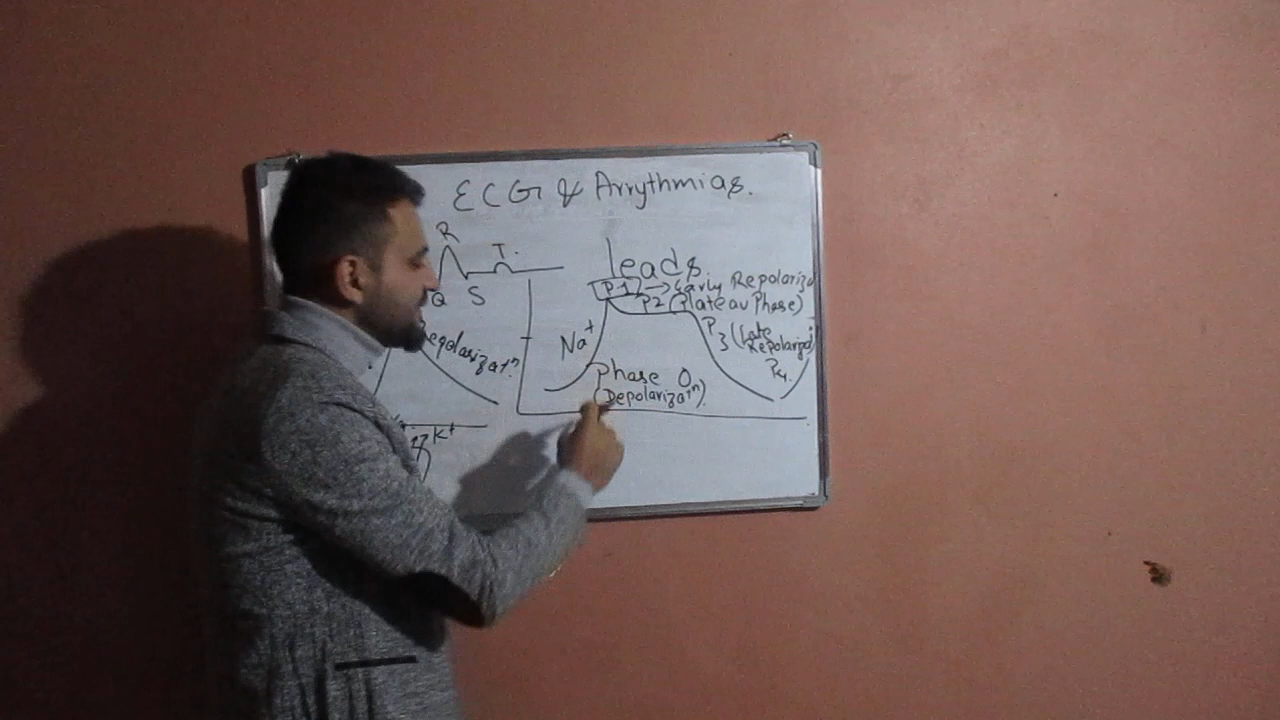 ECG & Arrythmias.
R
T.
Q
S
leads
P1 → Early Repolariza
P2 (Plateau Phase)
Na+
P3 (Late
Repolarizat
P4.
Repolarizatn.
Phase 0
(Depolarizatn).
K+